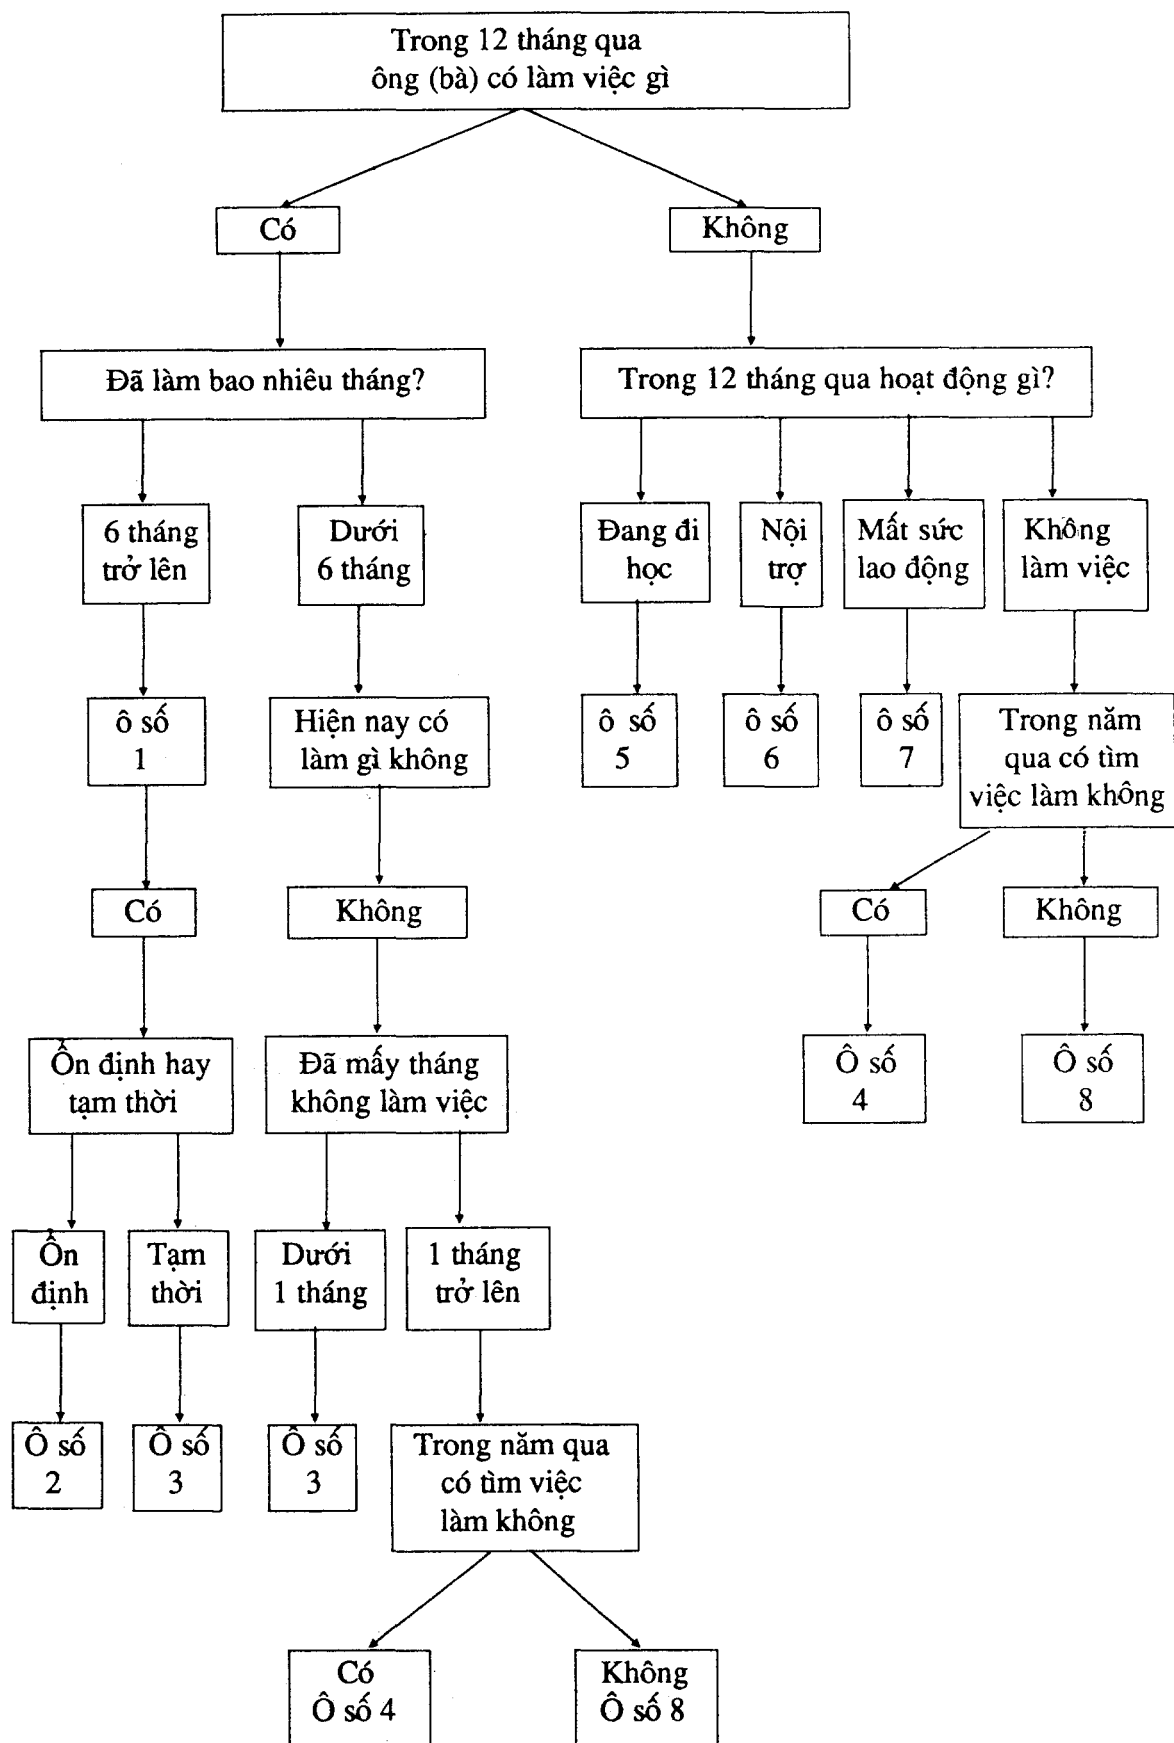 Trong 12 tháng qua
ông (bà) có làm việc gì
Có
Không
Đã làm bao nhiêu tháng?
Trong 12 tháng qua hoạt động gì?
6 tháng
trở lên
Dưới
6 tháng
Đang đi
học
Nội
trợ
Mất sức
lao động
Không
làm việc
ô số
1
Hiện nay có
làm gì không
ô số
5
ô số
6
ô số
7
Trong năm
qua có tìm
việc làm không
Có
Không
Có
Không
Ổn định hay
tạm thời
Đã mấy tháng
không làm việc
Ô số
4
Ô số
8
Ổn
định
Tạm
thời
Dưới
1 tháng
1 tháng
trở lên
Ô số
2
Ô số
3
Ô số
3
Trong năm qua
có tìm việc
làm không
Có
Ô số 4
Không
Ô số 8